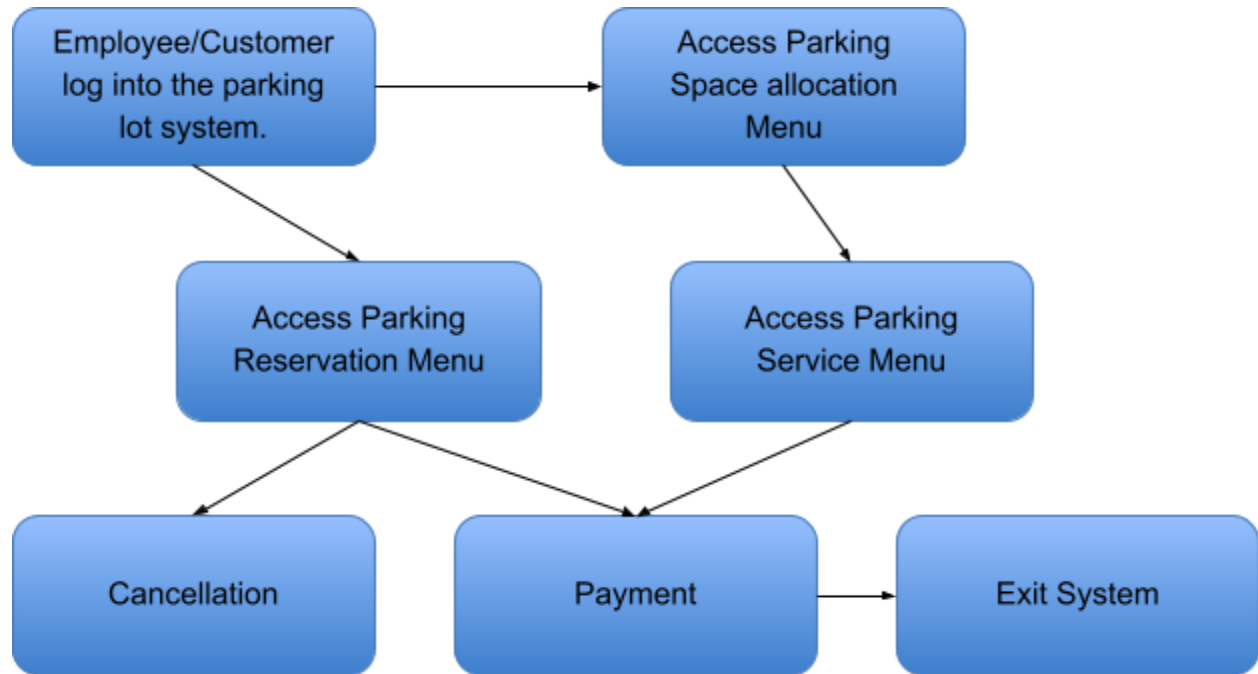 Employee/Customer
log into the parking
lot system.
Access Parking
Space allocation
Menu
Access Parking
Reservation Menu
Access Parking
Service Menu
Cancellation
Payment
Exit System